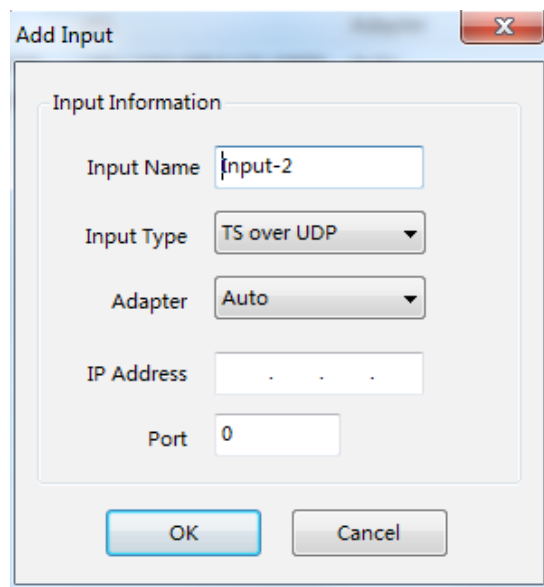 Add Input
Input Information
Input Name Input-2
Input Type TS over UDP
Adapter Auto
IP Address . . .
Port 0
OK Cancel